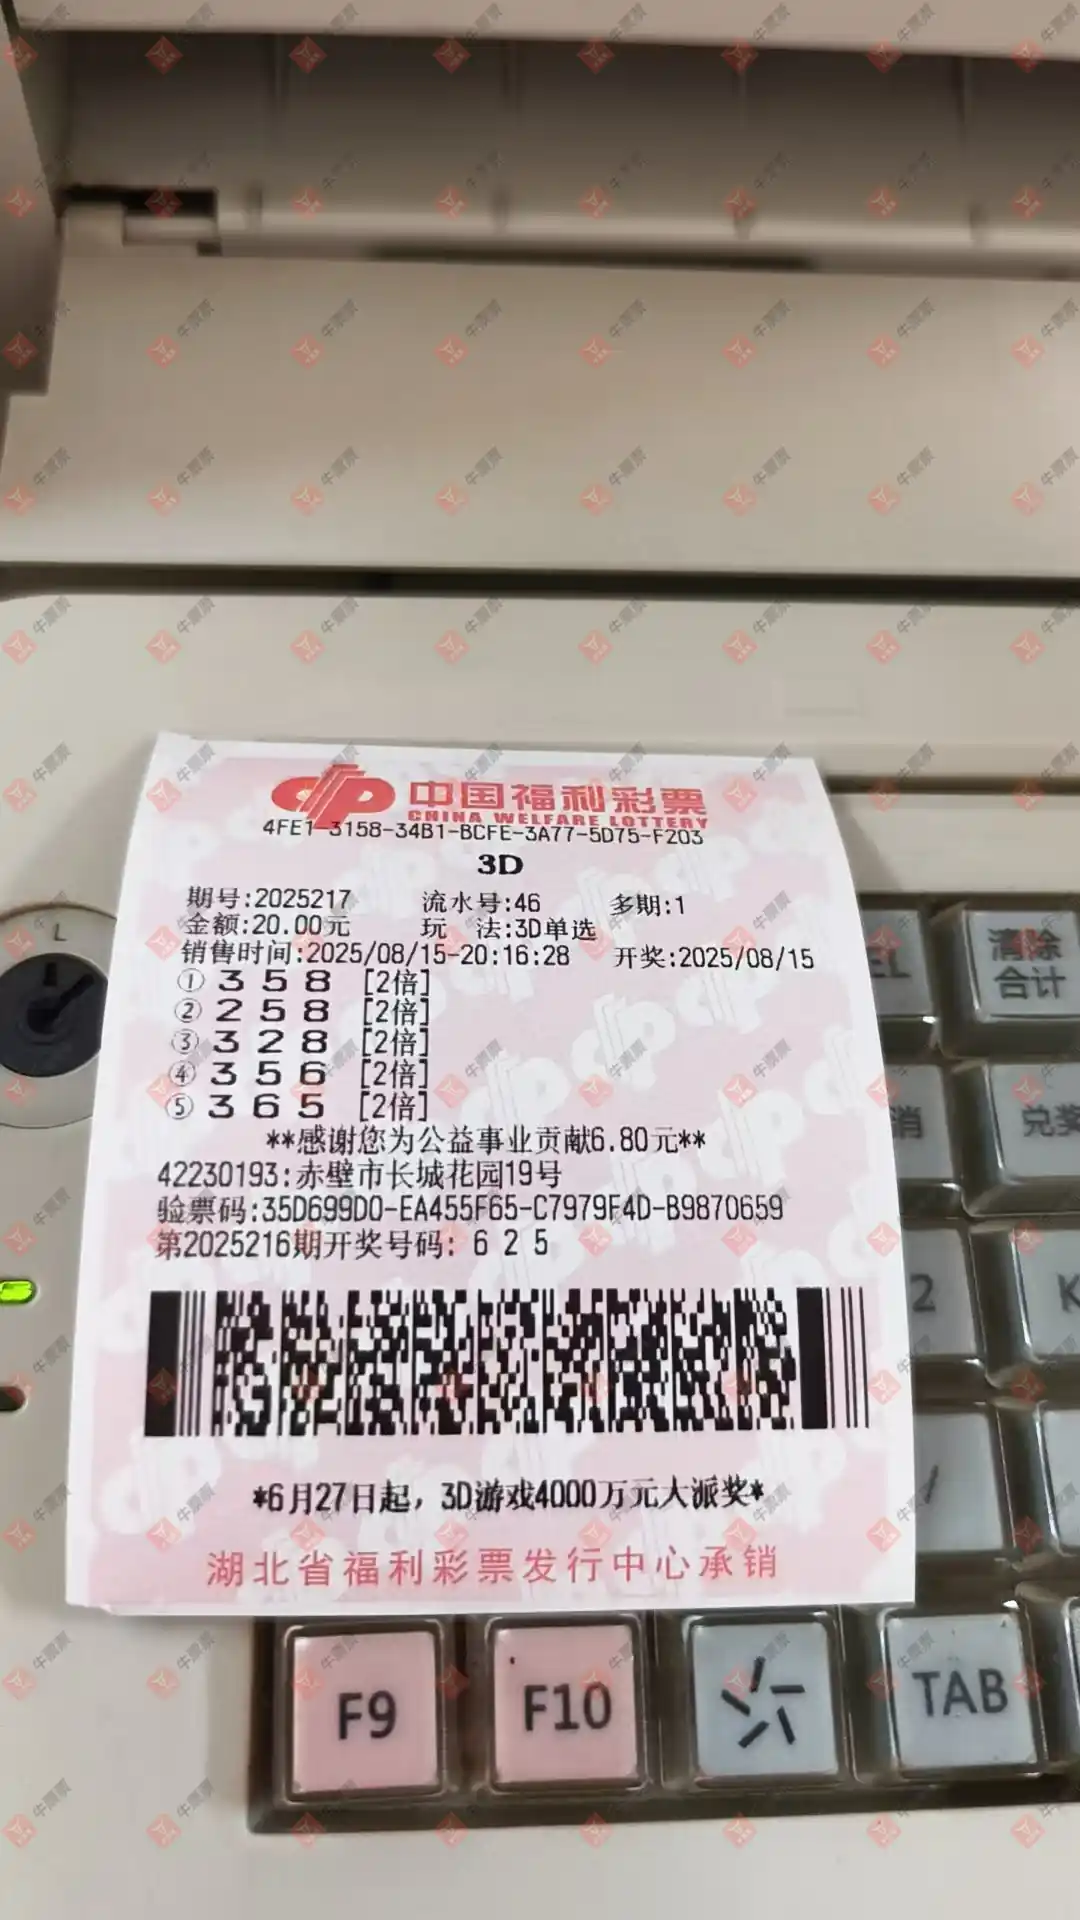 中国福利彩票
CHINA WELFARE LOTTERY
4FE1-3158-34B1-BCFE-3A77-5D75-F203
3D
期号:2025217 流水号:46 多期:1
金额:20.00元 玩 法:3D单选
销售时间:2025/08/15-20:16:28 开奖:2025/08/15
① 3 5 8 [2倍]
② 2 5 8 [2倍]
③ 3 2 8 [2倍]
④ 3 5 6 [2倍]
⑤ 3 6 5 [2倍]
**感谢您为公益事业贡献6.80元**
42230193:赤壁市长城花园19号
验票码:35D699D0-EA455F65-C7979F4D-B9870659
第2025216期开奖号码: 6 2 5
*6月27日起，3D游戏4000万元大派奖*
湖北省福利彩票发行中心承销
L
清除
合计
兑奖
2
K
F9
F10
TAB
牛票票